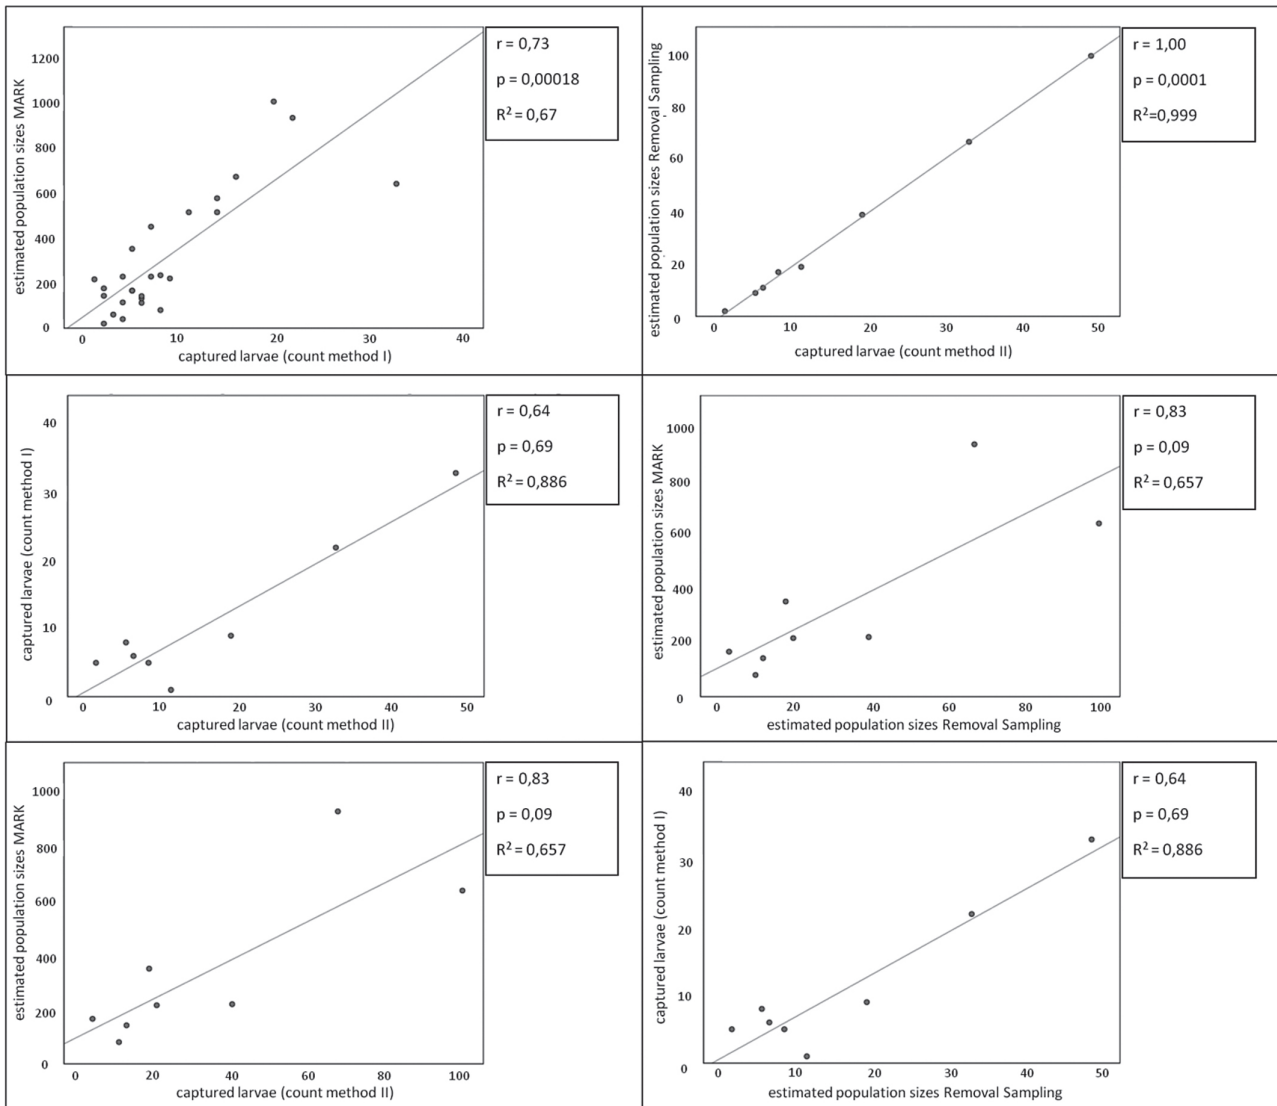 estimated population sizes MARK
1200
1000
800
600
400
200
0
0 10 20 30 40
captured larvae (count method I)
r = 0,73
p = 0,00018
R² = 0,67
estimated population sizes Removal Sampling
100
80
60
40
20
0
0 10 20 30 40 50
captured larvae (count method II)
r = 1,00
p = 0,0001
R²=0,999
captured larvae (count method I)
40
30
20
10
0
0 10 20 30 40 50
captured larvae (count method II)
r = 0,64
p = 0,69
R² = 0,886
estimated population sizes MARK
1000
800
600
400
200
0
0 20 40 60 80 100
estimated population sizes Removal Sampling
r = 0,83
p = 0,09
R² = 0,657
estimated population sizes MARK
1000
800
600
400
200
0
0 20 40 60 80 100
captured larvae (count method II)
r = 0,83
p = 0,09
R² = 0,657
captured larvae (count method I)
40
30
20
10
0
0 10 20 30 40 50
estimated population sizes Removal Sampling
r = 0,64
p = 0,69
R² = 0,886